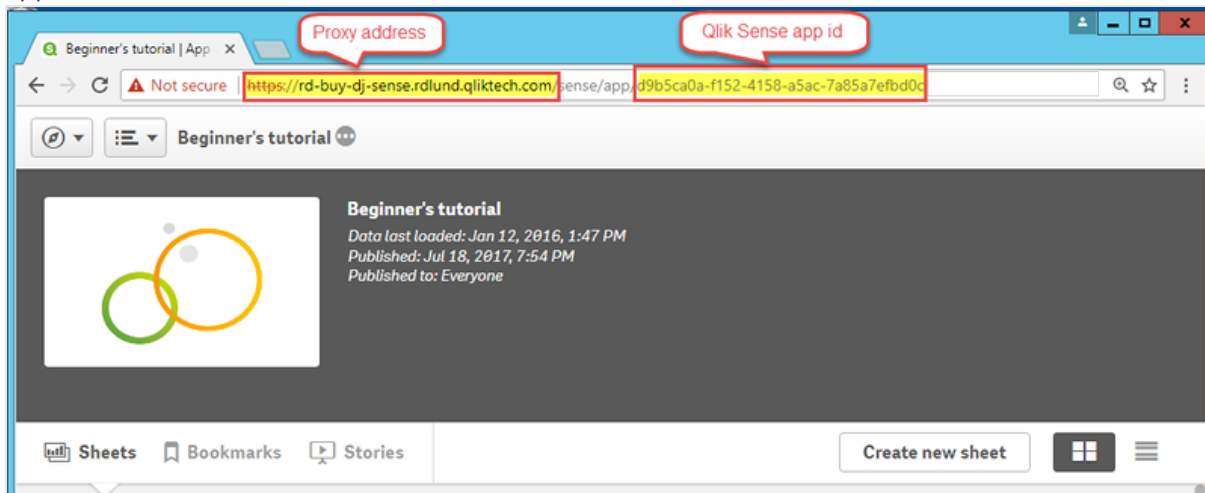 Proxy address
Qlik Sense app id
Beginner's tutorial | App
Not secure | https://rd-buy-dj-sense.rdlund.qliktech.com/sense/app/d9b5ca0a-f152-4158-a5ac-7a85a7efbd0c
Beginner's tutorial
Beginner's tutorial
Data last loaded: Jan 12, 2016, 1:47 PM
Published: Jul 18, 2017, 7:54 PM
Published to: Everyone
Sheets Bookmarks Stories Create new sheet